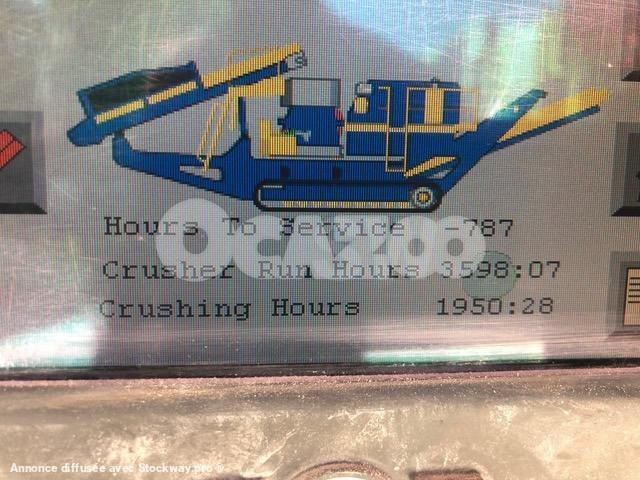 Hours To Service -787
OCAZOO
Crusher Run Hours 3598:07
Crushing Hours 1950:28
Annonce diffusée avec Stockway.pro ®